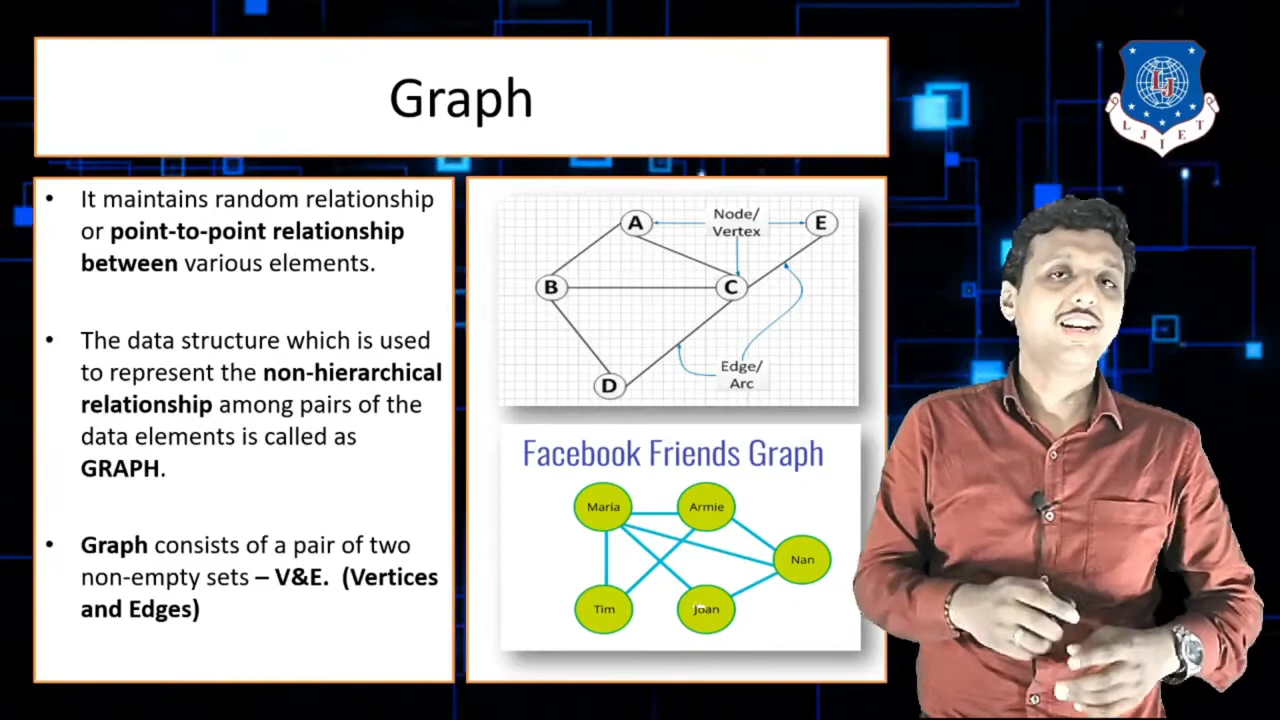 Graph
• It maintains random relationship
or point-to-point relationship
between various elements.
• The data structure which is used
to represent the non-hierarchical
relationship among pairs of the
data elements is called as
GRAPH.
• Graph consists of a pair of two
non-empty sets – V&E. (Vertices
and Edges)
A
Node/
Vertex
E
B
C
D
Edge/
Arc
Facebook Friends Graph
Maria
Armie
Nan
Tim
Joan
LJ
LJIET